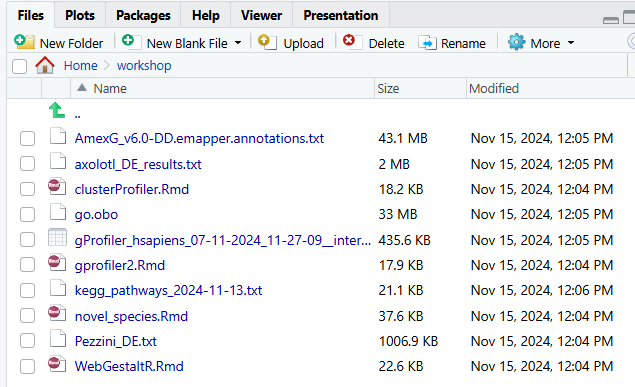 Files Plots Packages Help Viewer Presentation
New Folder New Blank File Upload Delete Rename More
Home workshop
Name Size Modified
..
AmexG_v6.0-DD.emapper.annotations.txt 43.1 MB Nov 15, 2024, 12:05 PM
axolotl_DE_results.txt 2 MB Nov 15, 2024, 12:05 PM
Rmd clusterProfiler.Rmd 18.2 KB Nov 15, 2024, 12:04 PM
go.obo 33 MB Nov 15, 2024, 12:05 PM
gProfiler_hsapiens_07-11-2024_11-27-09__inter... 435.6 KB Nov 15, 2024, 12:05 PM
Rmd gprofiler2.Rmd 17.9 KB Nov 15, 2024, 12:04 PM
kegg_pathways_2024-11-13.txt 21.1 KB Nov 15, 2024, 12:06 PM
Rmd novel_species.Rmd 37.6 KB Nov 15, 2024, 12:04 PM
Pezzini_DE.txt 1006.9 KB Nov 15, 2024, 12:04 PM
Rmd WebGestaltR.Rmd 22.6 KB Nov 15, 2024, 12:04 PM